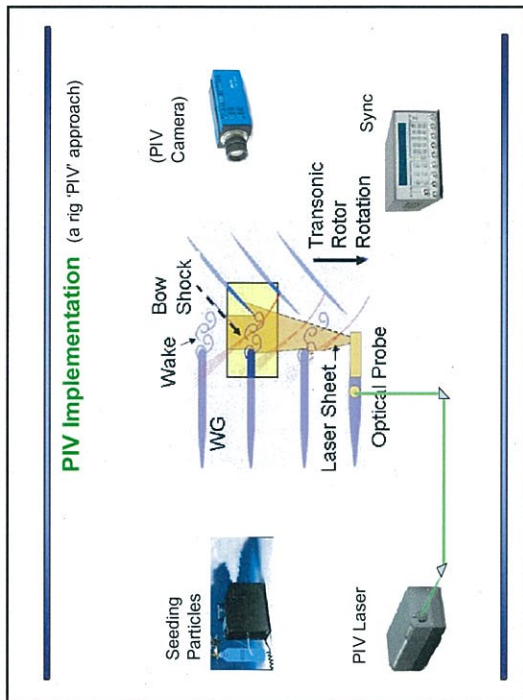 PIV Implementation (a rig 'PIV' approach)
Seeding
Particles
WG
Wake
Bow
Shock
(PIV
Camera)
Laser Sheet
Optical Probe
Transonic
Rotor
Rotation
PIV Laser
Sync